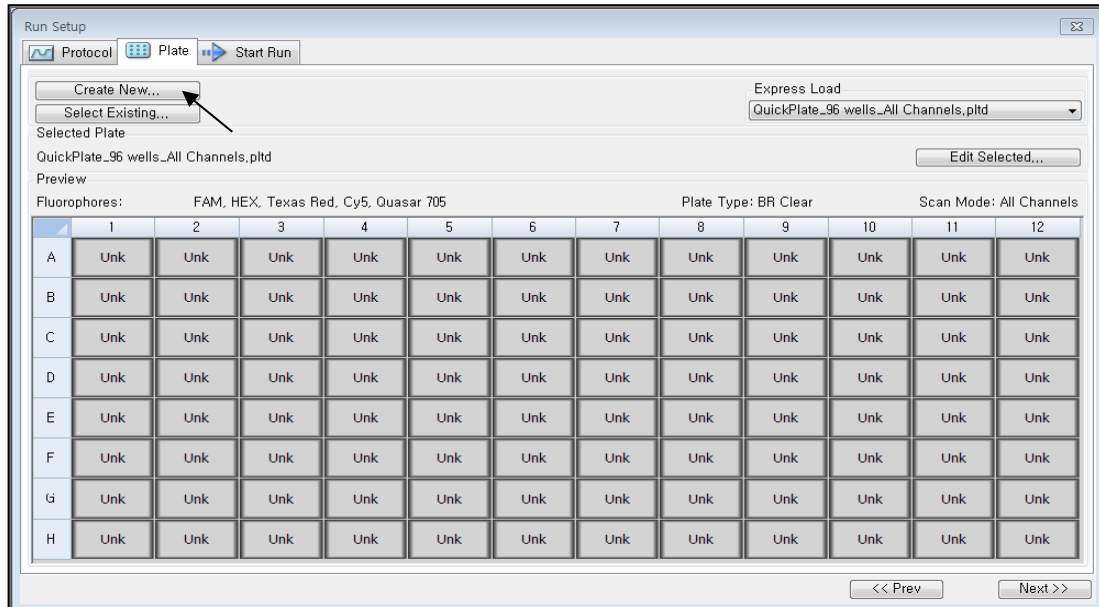 Run Setup
Protocol Plate Start Run
Create New... Express Load
Select Existing... QuickPlate_96 wells_All Channels.pltd
Selected Plate
QuickPlate_96 wells_All Channels.pltd Edit Selected...
Preview
Fluorophores: FAM, HEX, Texas Red, Cy5, Quasar 705 Plate Type: BR Clear Scan Mode: All Channels
1 2 3 4 5 6 7 8 9 10 11 12
A Unk Unk Unk Unk Unk Unk Unk Unk Unk Unk Unk Unk
B Unk Unk Unk Unk Unk Unk Unk Unk Unk Unk Unk Unk
C Unk Unk Unk Unk Unk Unk Unk Unk Unk Unk Unk Unk
D Unk Unk Unk Unk Unk Unk Unk Unk Unk Unk Unk Unk
E Unk Unk Unk Unk Unk Unk Unk Unk Unk Unk Unk Unk
F Unk Unk Unk Unk Unk Unk Unk Unk Unk Unk Unk Unk
G Unk Unk Unk Unk Unk Unk Unk Unk Unk Unk Unk Unk
H Unk Unk Unk Unk Unk Unk Unk Unk Unk Unk Unk Unk
<< Prev Next >>